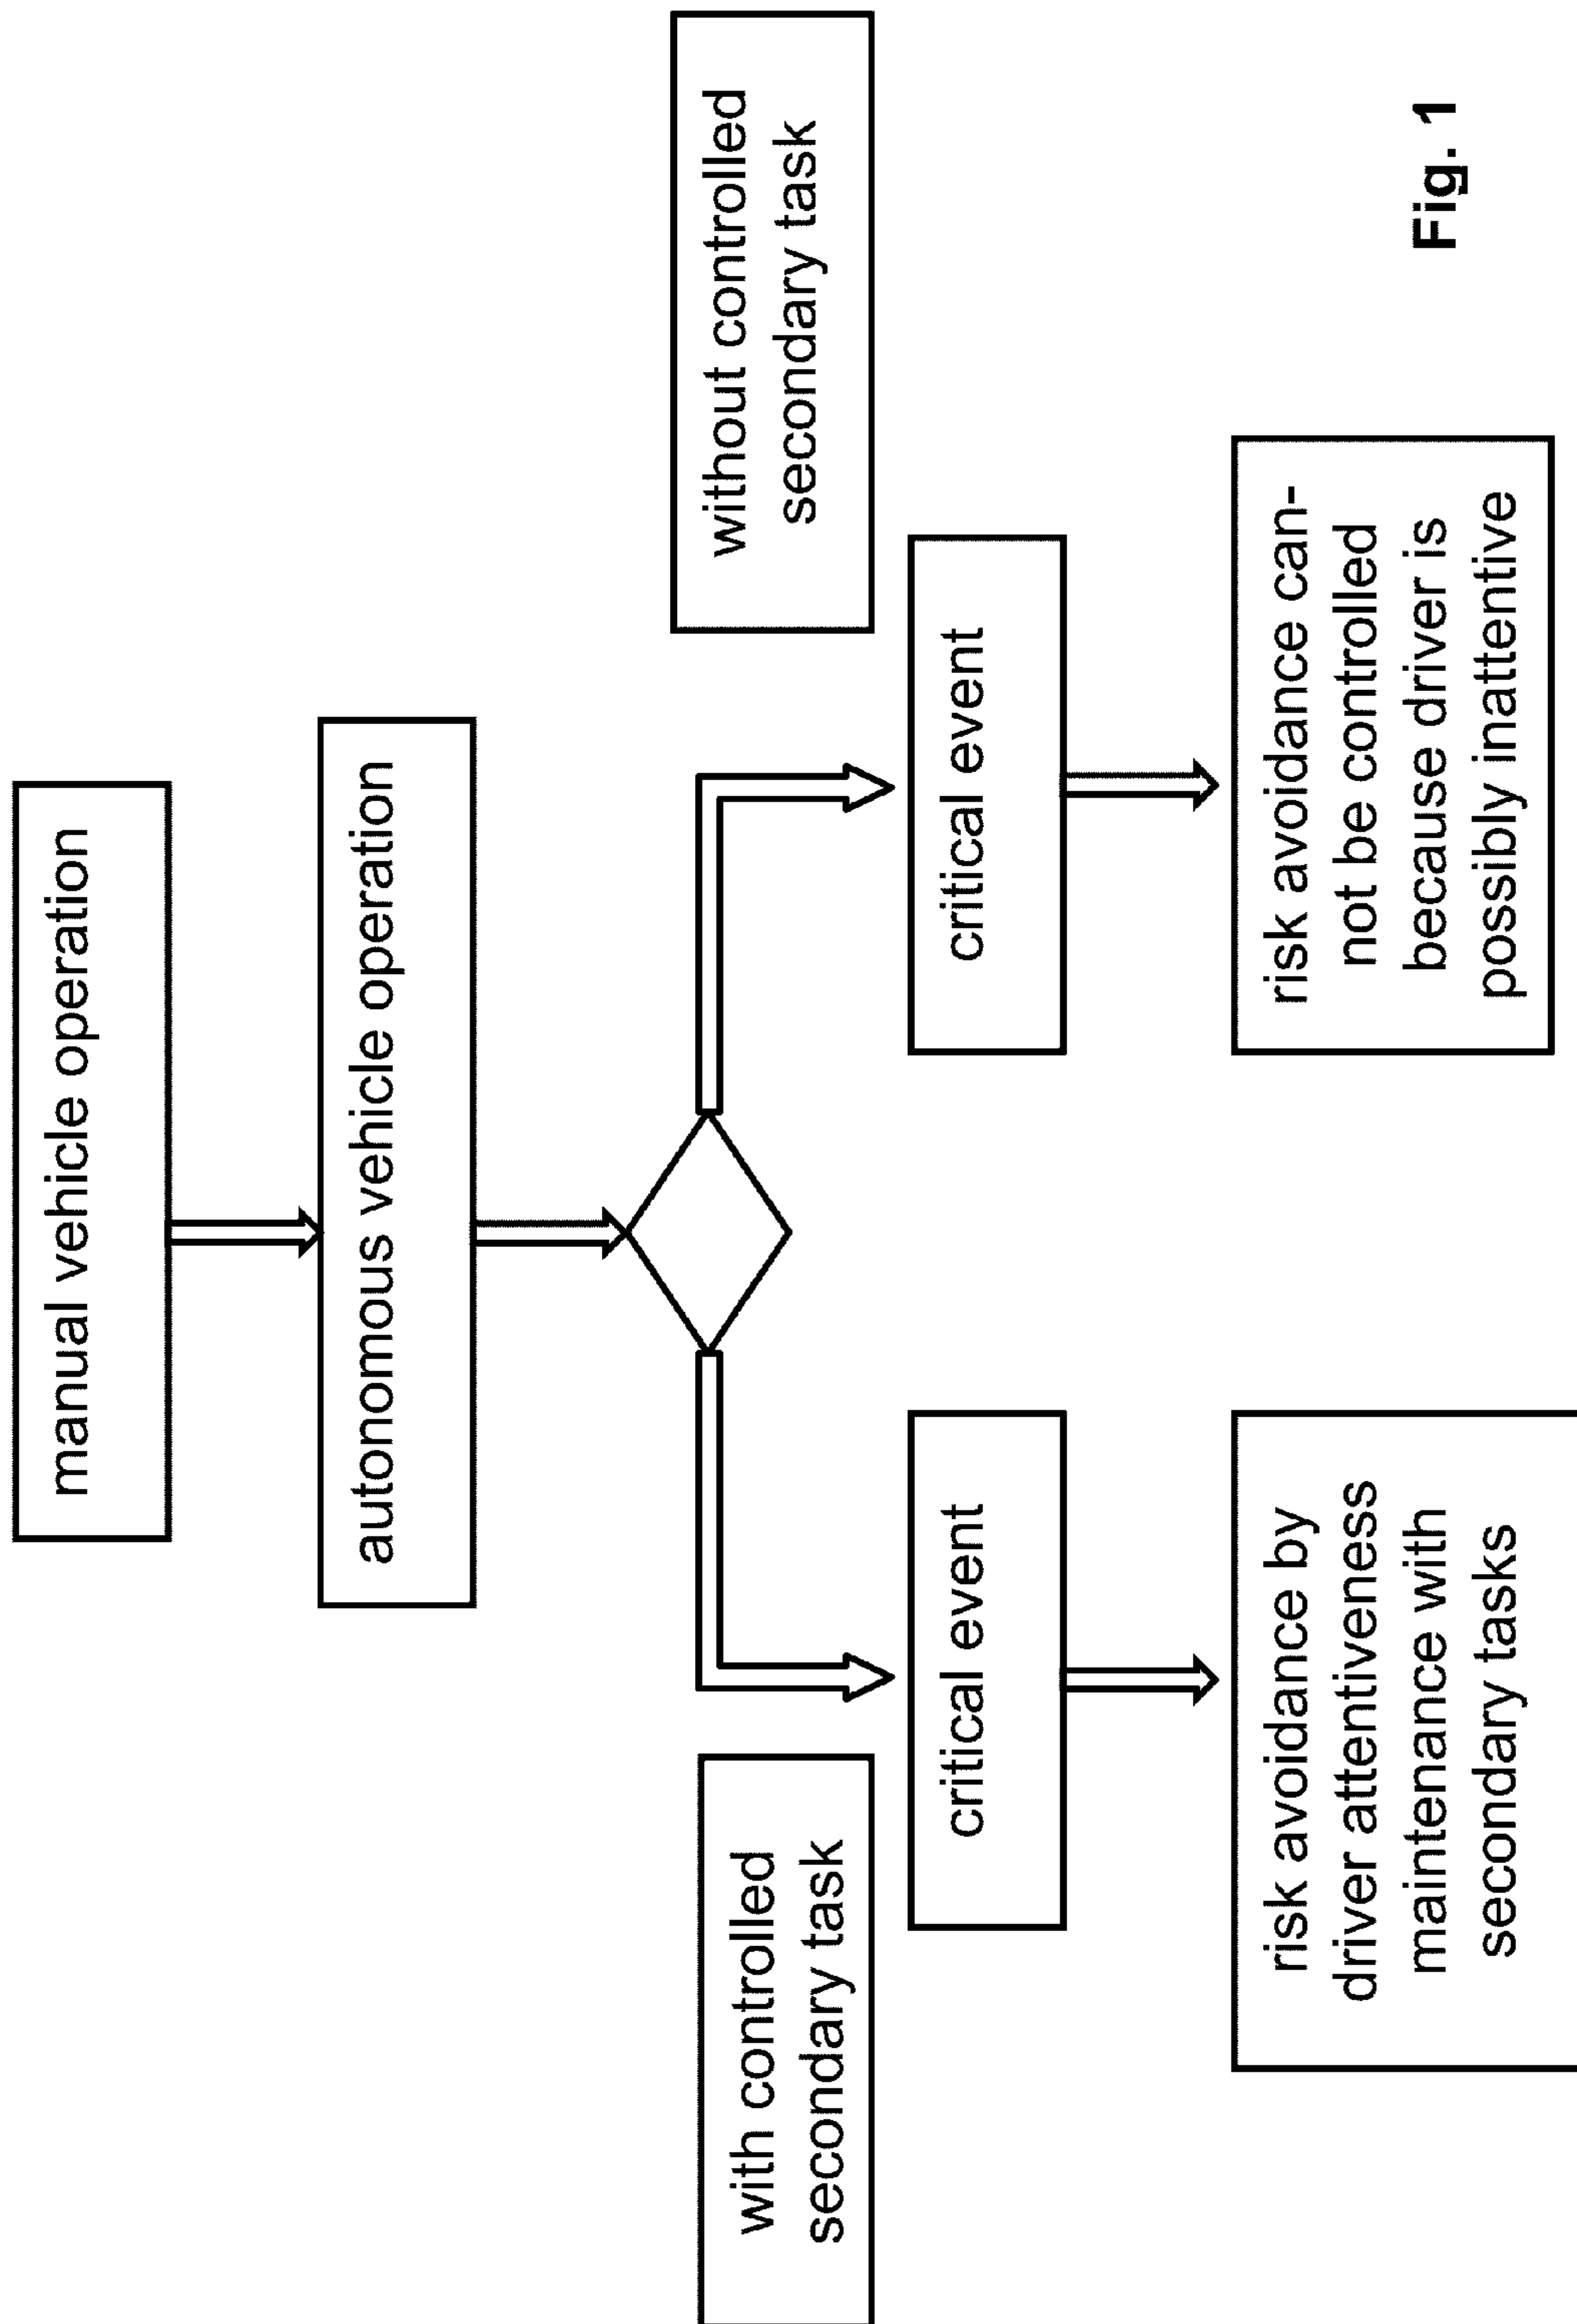 manual vehicle operation
autonomous vehicle operation
with controlled
secondary task
without controlled
secondary task
critical event
critical event
risk avoidance by
driver attentiveness
maintenance with
secondary tasks
risk avoidance can-
not be controlled
because driver is
possibly inattentive
Fig. 1